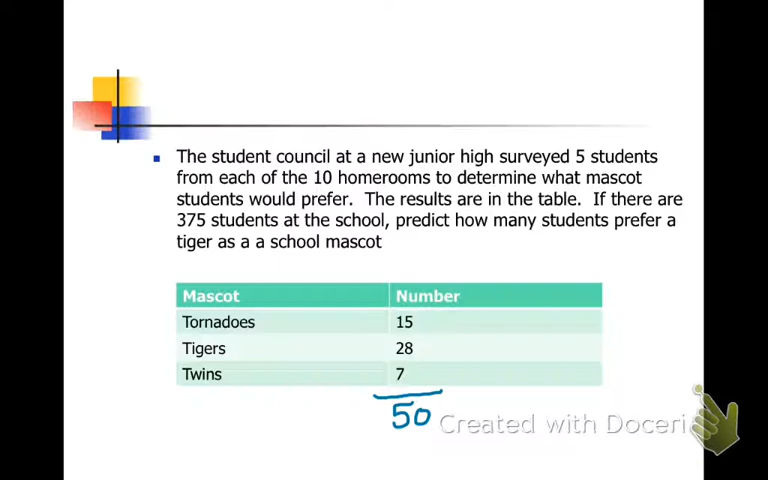 The student council at a new junior high surveyed 5 students
from each of the 10 homerooms to determine what mascot
students would prefer. The results are in the table. If there are
375 students at the school, predict how many students prefer a
tiger as a a school mascot
Mascot Number
Tornadoes 15
Tigers 28
Twins 7
50
Created with Doceri